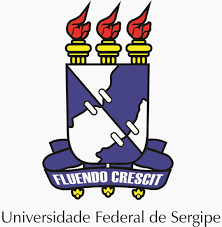 FLUENDO CRESCIT
Universidade Federal de Sergipe